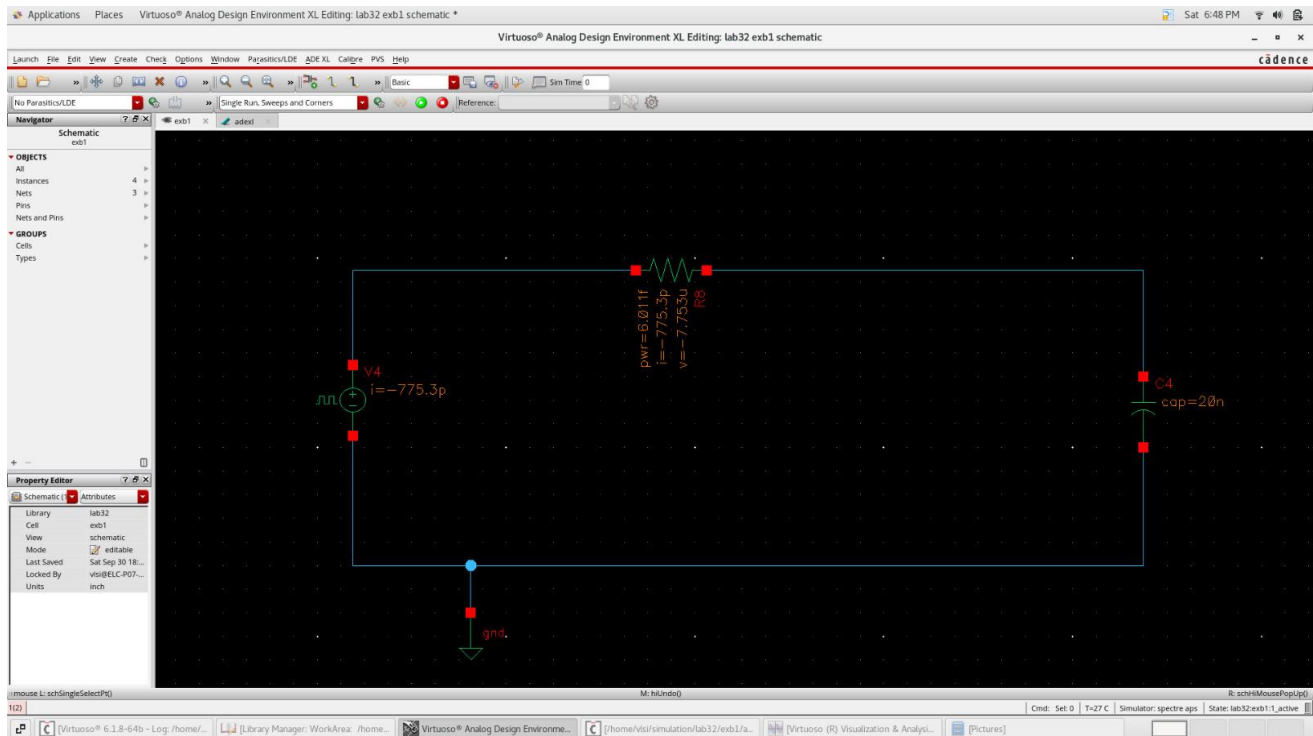 Applications Places Virtuoso® Analog Design Environment XL Editing: lab32 exb1 schematic * Sat 6:48 PM
Virtuoso® Analog Design Environment XL Editing: lab32 exb1 schematic
Launch File Edit View Create Check Options Window Parasitics/LDE ADE XL Calibre PVS Help cādence
» » » » Basic Sim Time 0
No Parasitics/LDE » Single Run, Sweeps and Corners Reference:
Navigator ? exb1 × adexl ×
Schematic
exb1
OBJECTS
All
Instances 4
Nets 3
Pins
Nets and Pins
GROUPS
Cells
Types
pwr=6.011f
i=-775.3p
v=-7.753u
R8
V4
i=-775.3p
C4
cap=20n
gnd
+ -
Property Editor ?
Schematic (1 Attributes
Library lab32
Cell exb1
View schematic
Mode editable
Last Saved Sat Sep 30 18:...
Locked By vlsi@ELC-P07-...
Units inch
mouse L: schSingleSelectPt() M: hiUndo() R: schHiMousePopUp()
1(2) Cmd: Sel: 0 T=27 C Simulator: spectre aps State: lab32:exb1:1_active
[Virtuoso® 6.1.8-64b - Log: /home/... [Library Manager: WorkArea: /home... Virtuoso® Analog Design Environme... [/home/vlsi/simulation/lab32/exb1/a... [Virtuoso (R) Visualization & Analysi... [Pictures]